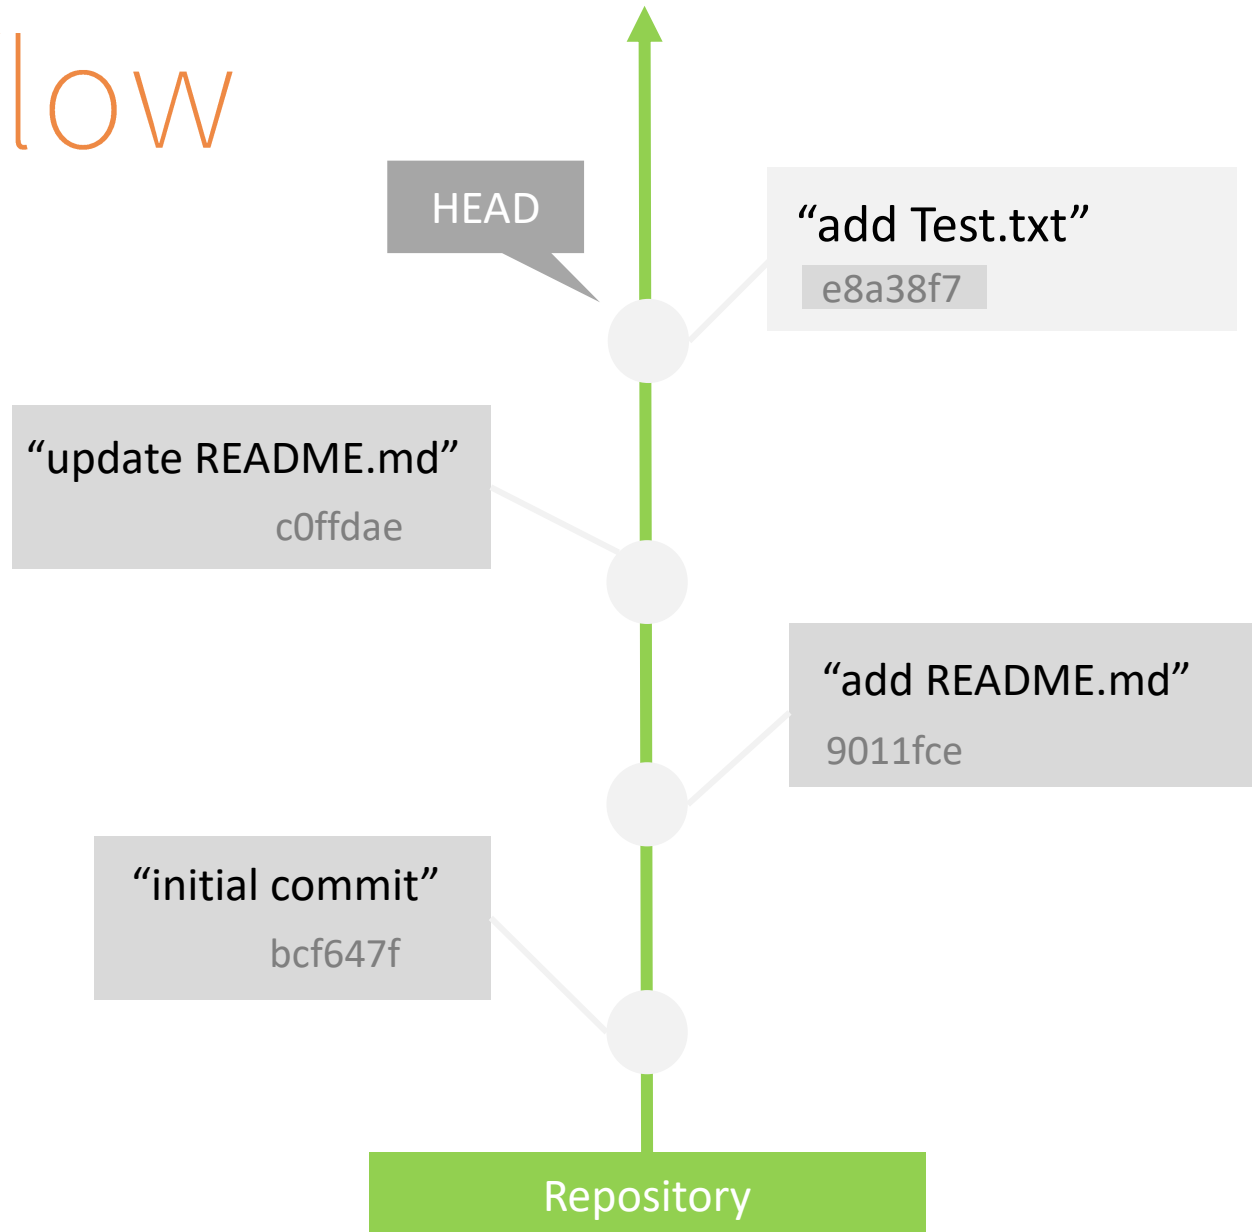 low
HEAD
“add Test.txt”
e8a38f7
“update README.md”
c0ffdae
“add README.md”
9011fce
“initial commit”
bcf647f
Repository